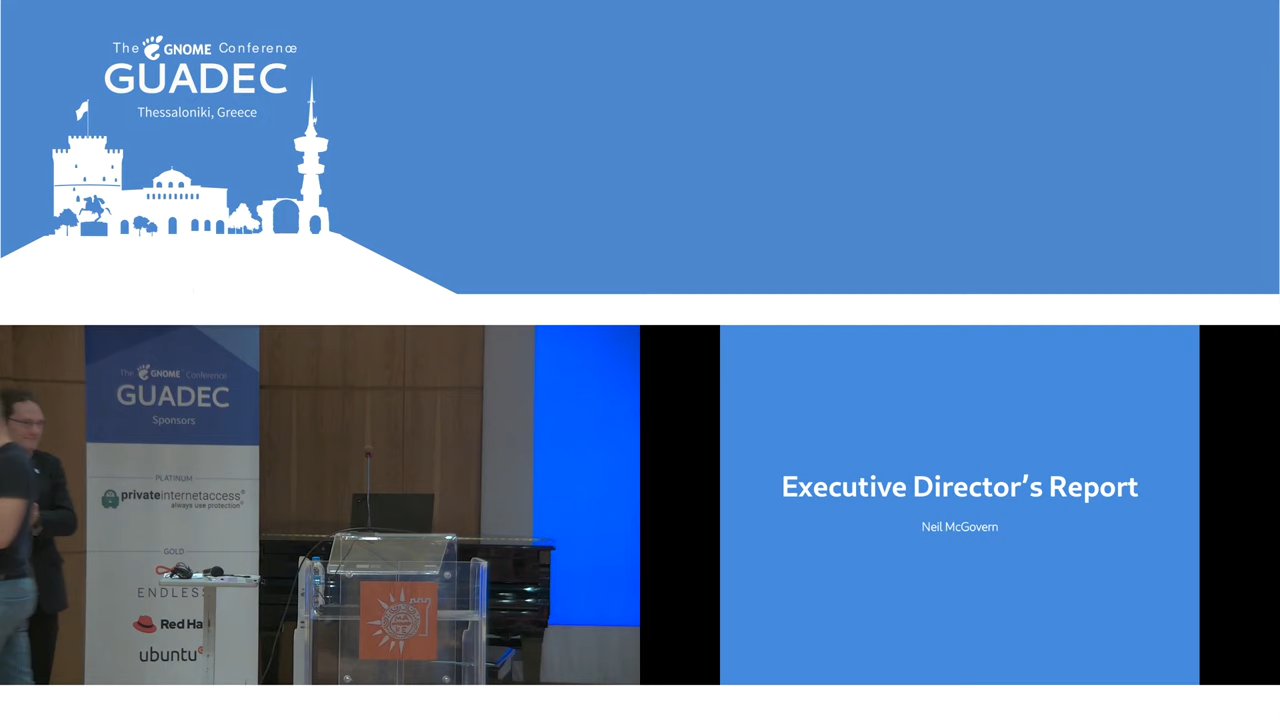 The GNOME Conference
GUADEC
Thessaloniki, Greece
The GNOME Conference
GUADEC
Sponsors
PLATINUM
privateinternetaccess®
always use protection®
GOLD
ENDLESS
Red Ha
ubuntu
Executive Director's Report
Neil McGovern